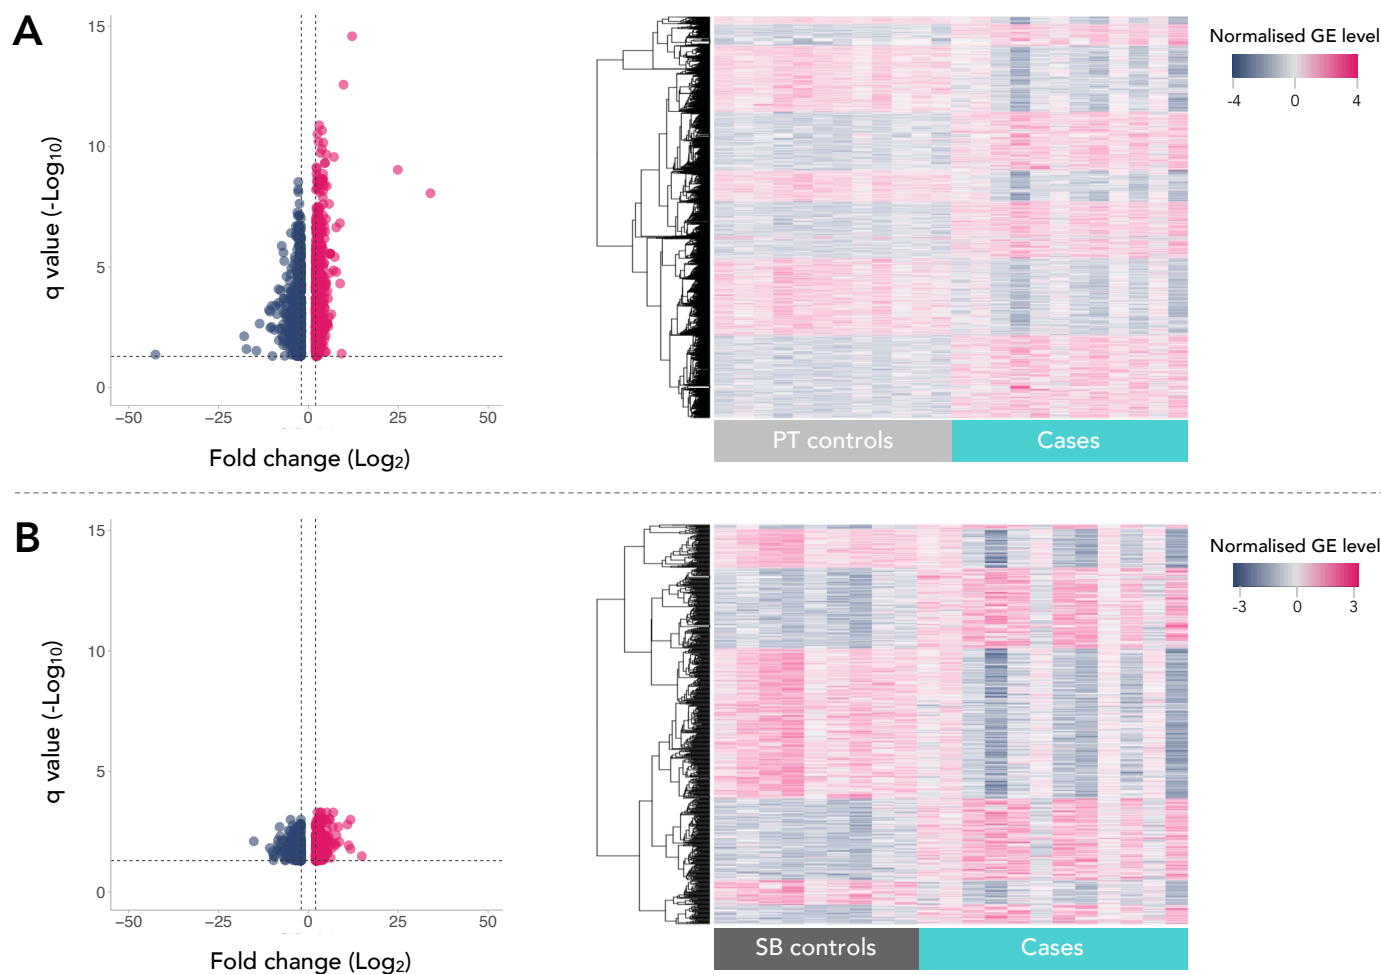 A
15
10
5
0
q value (-Log10)
−50
−25
0
25
50
Fold change (Log2)
PT controls
Cases
Normalised GE level
-4
0
4
B
15
10
5
0
q value (-Log10)
−50
−25
0
25
50
Fold change (Log2)
SB controls
Cases
Normalised GE level
-3
0
3